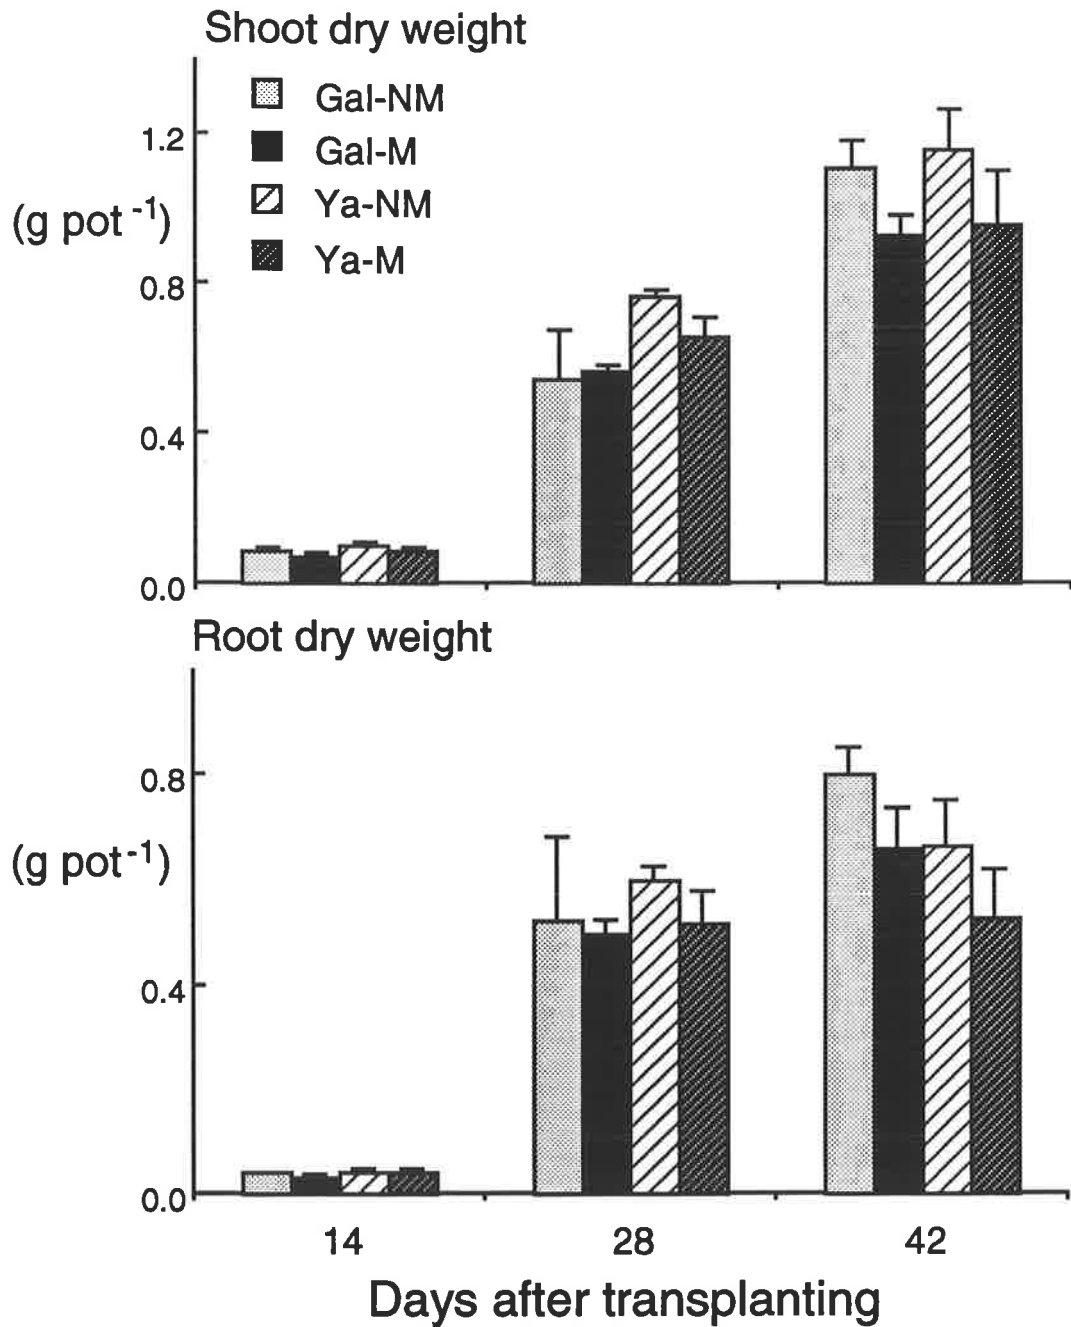 Shoot dry weight
Gal-NM
Gal-M
Ya-NM
Ya-M
(g pot⁻¹)
1.2
0.8
0.4
0.0
Root dry weight
(g pot⁻¹)
0.8
0.4
0.0
14 28 42
Days after transplanting